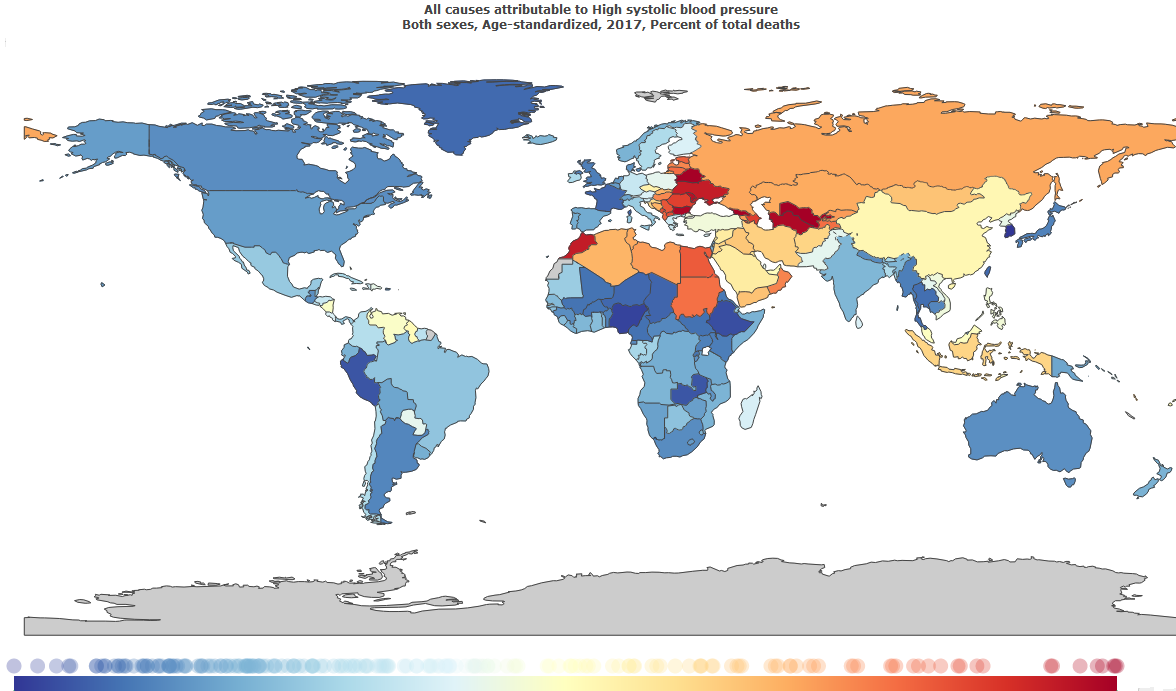 All causes attributable to High systolic blood pressure
Both sexes, Age-standardized, 2017, Percent of total deaths